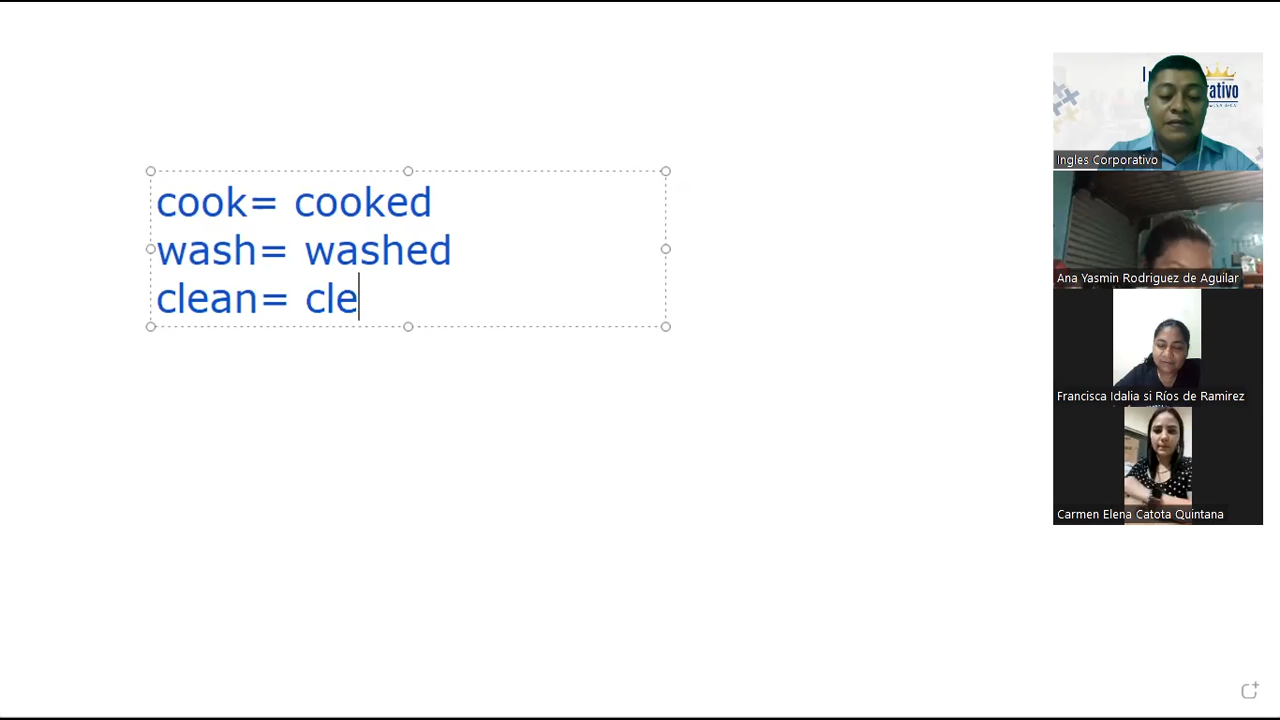 cook= cooked
wash= washed
clean= cle
Ingles Corporativo
Ana Yasmin Rodriguez de Aguilar
Francisca Idalia si Ríos de Ramirez
Carmen Elena Catota Quintana